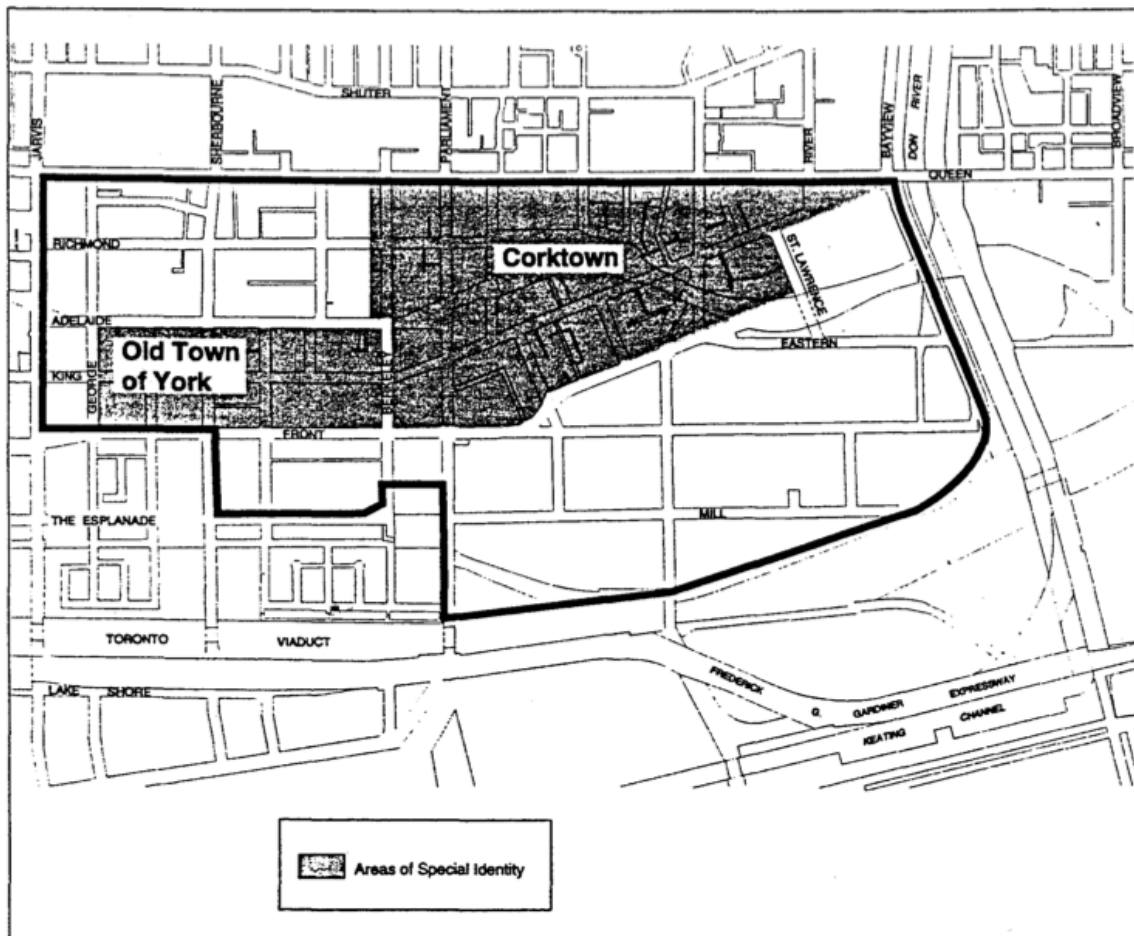 SHUTER
JARVIS
SHERBOURNE
PARLIAMENT
RIVER
BAYVIEW
DON RIVER
BROADVIEW
QUEEN
RICHMOND
Corktown
ST. LAWRENCE
ADELAIDE
EASTERN
Old Town
of York
KING
GEORGE
BERKELEY
FRONT
THE ESPLANADE
MILL
TORONTO VIADUCT
LAKE SHORE
FREDERICK G. GARDINER EXPRESSWAY
KEATING CHANNEL
Areas of Special Identity